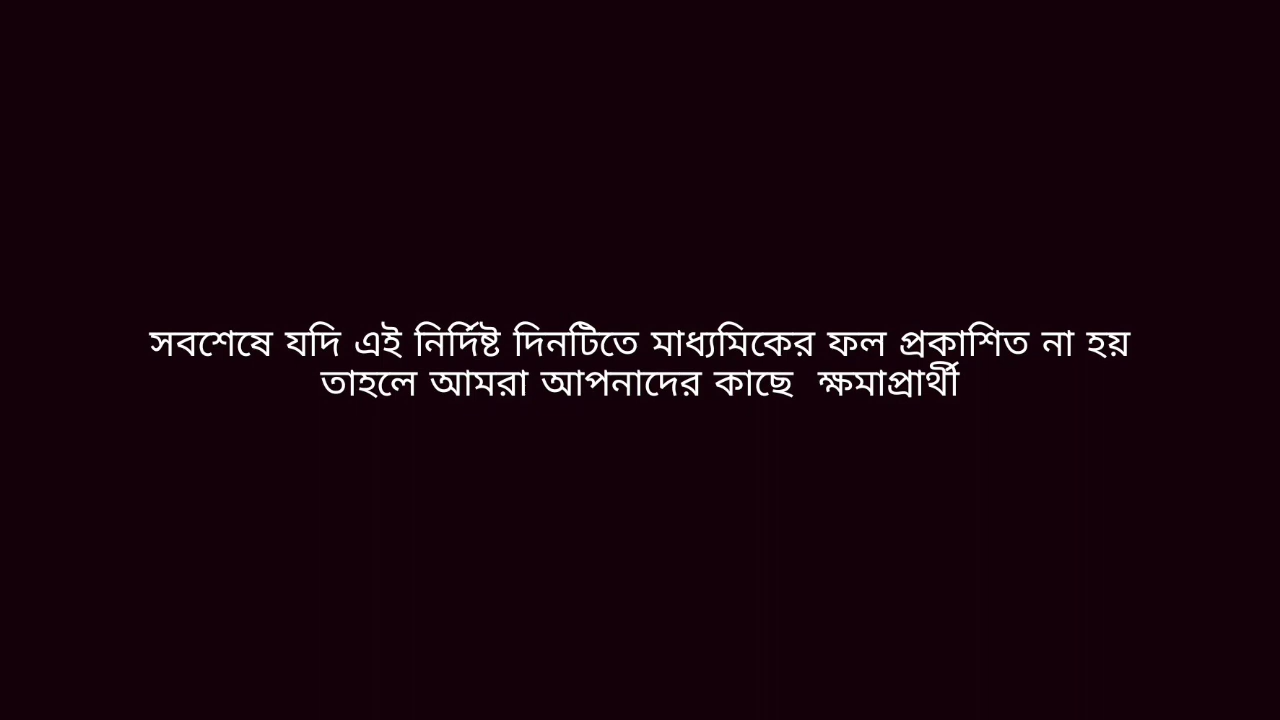 সবশেষে যদি এই নির্দিষ্ট দিনটিতে মাধ্যমিকের ফল প্রকাশিত না হয়
তাহলে আমরা আপনাদের কাছে  ক্ষমাপ্রার্থী